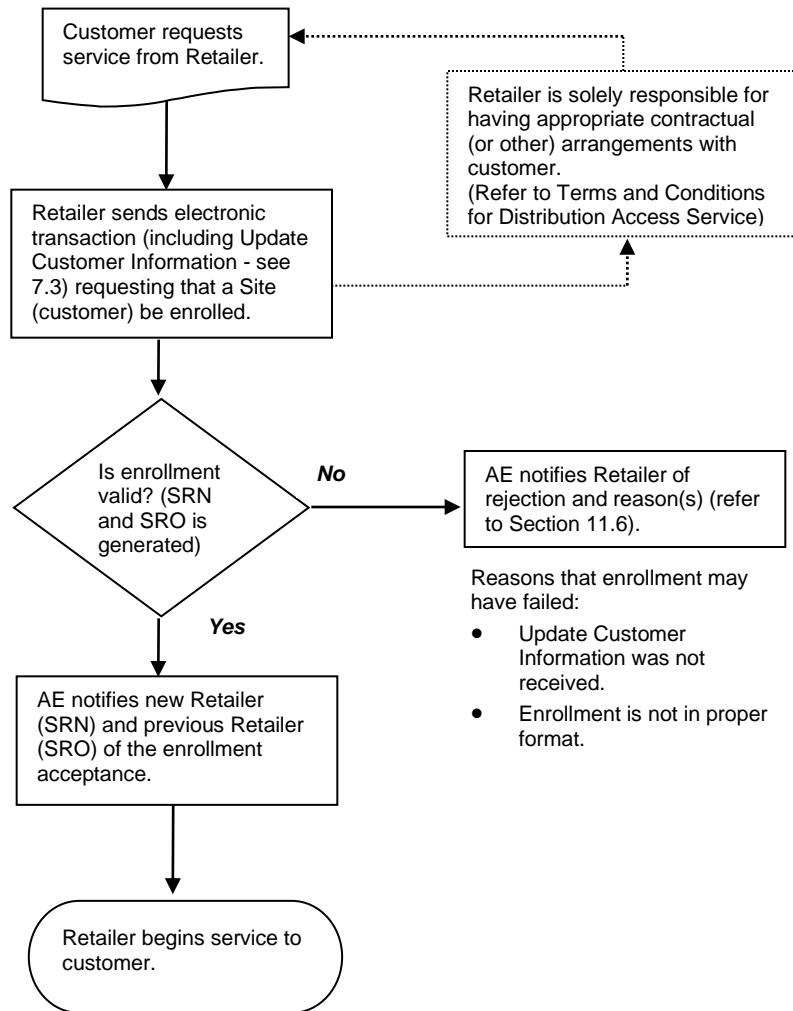 Customer requests
service from Retailer.
Retailer is solely responsible for
having appropriate contractual
(or other) arrangements with
customer.
(Refer to Terms and Conditions
for Distribution Access Service)
Retailer sends electronic
transaction (including Update
Customer Information - see
7.3) requesting that a Site
(customer) be enrolled.
Is enrollment
valid? (SRN
and SRO is
generated)
No
AE notifies Retailer of
rejection and reason(s) (refer
to Section 11.6).
Reasons that enrollment may
have failed:
• Update Customer
Information was not
received.
• Enrollment is not in proper
format.
Yes
AE notifies new Retailer
(SRN) and previous Retailer
(SRO) of the enrollment
acceptance.
Retailer begins service to
customer.